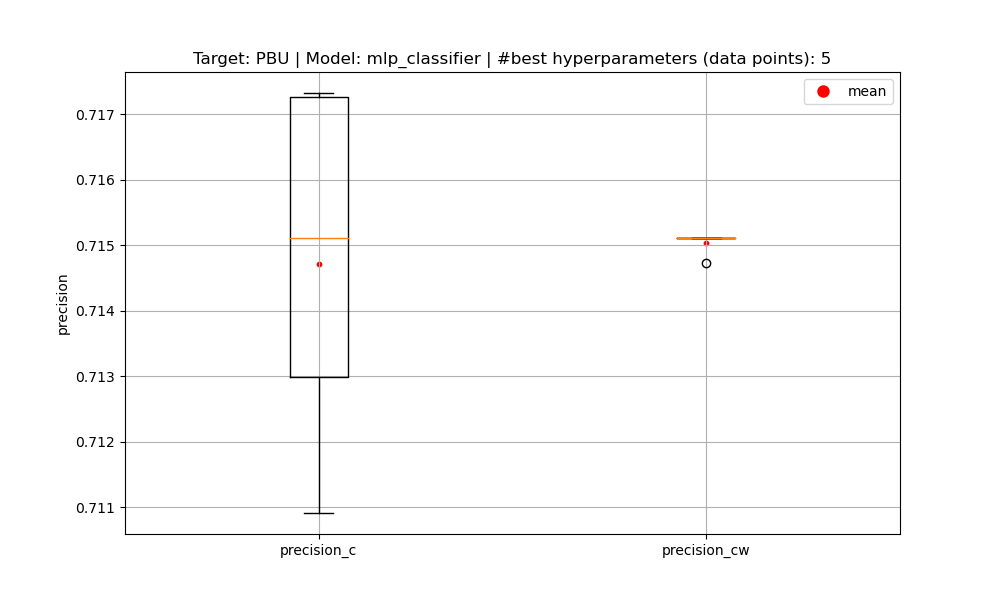 Target: PBU | Model: mlp_classifier | #best hyperparameters (data points): 5
mean
0.717
0.716
0.715
0.714
0.713
0.712
0.711
precision
precision_c
precision_cw